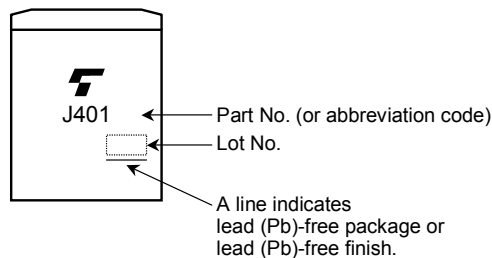 J401
Part No. (or abbreviation code)
Lot No.
A line indicates
lead (Pb)-free package or
lead (Pb)-free finish.